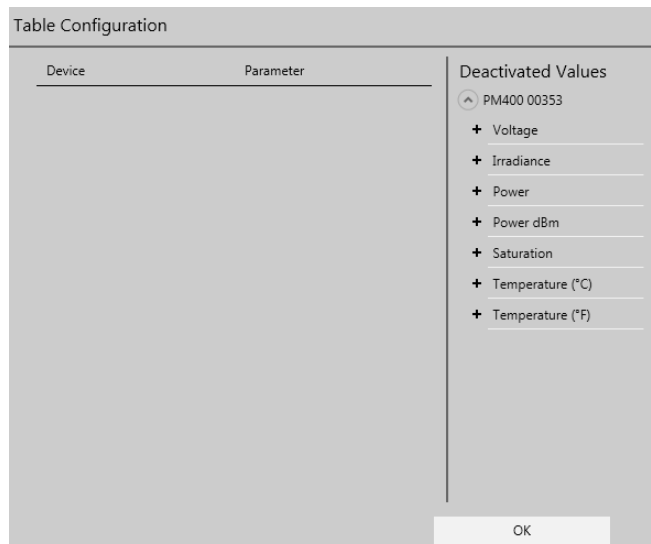 Table Configuration
Device Parameter
Deactivated Values
PM400 00353
+ Voltage
+ Irradiance
+ Power
+ Power dBm
+ Saturation
+ Temperature (°C)
+ Temperature (°F)
OK